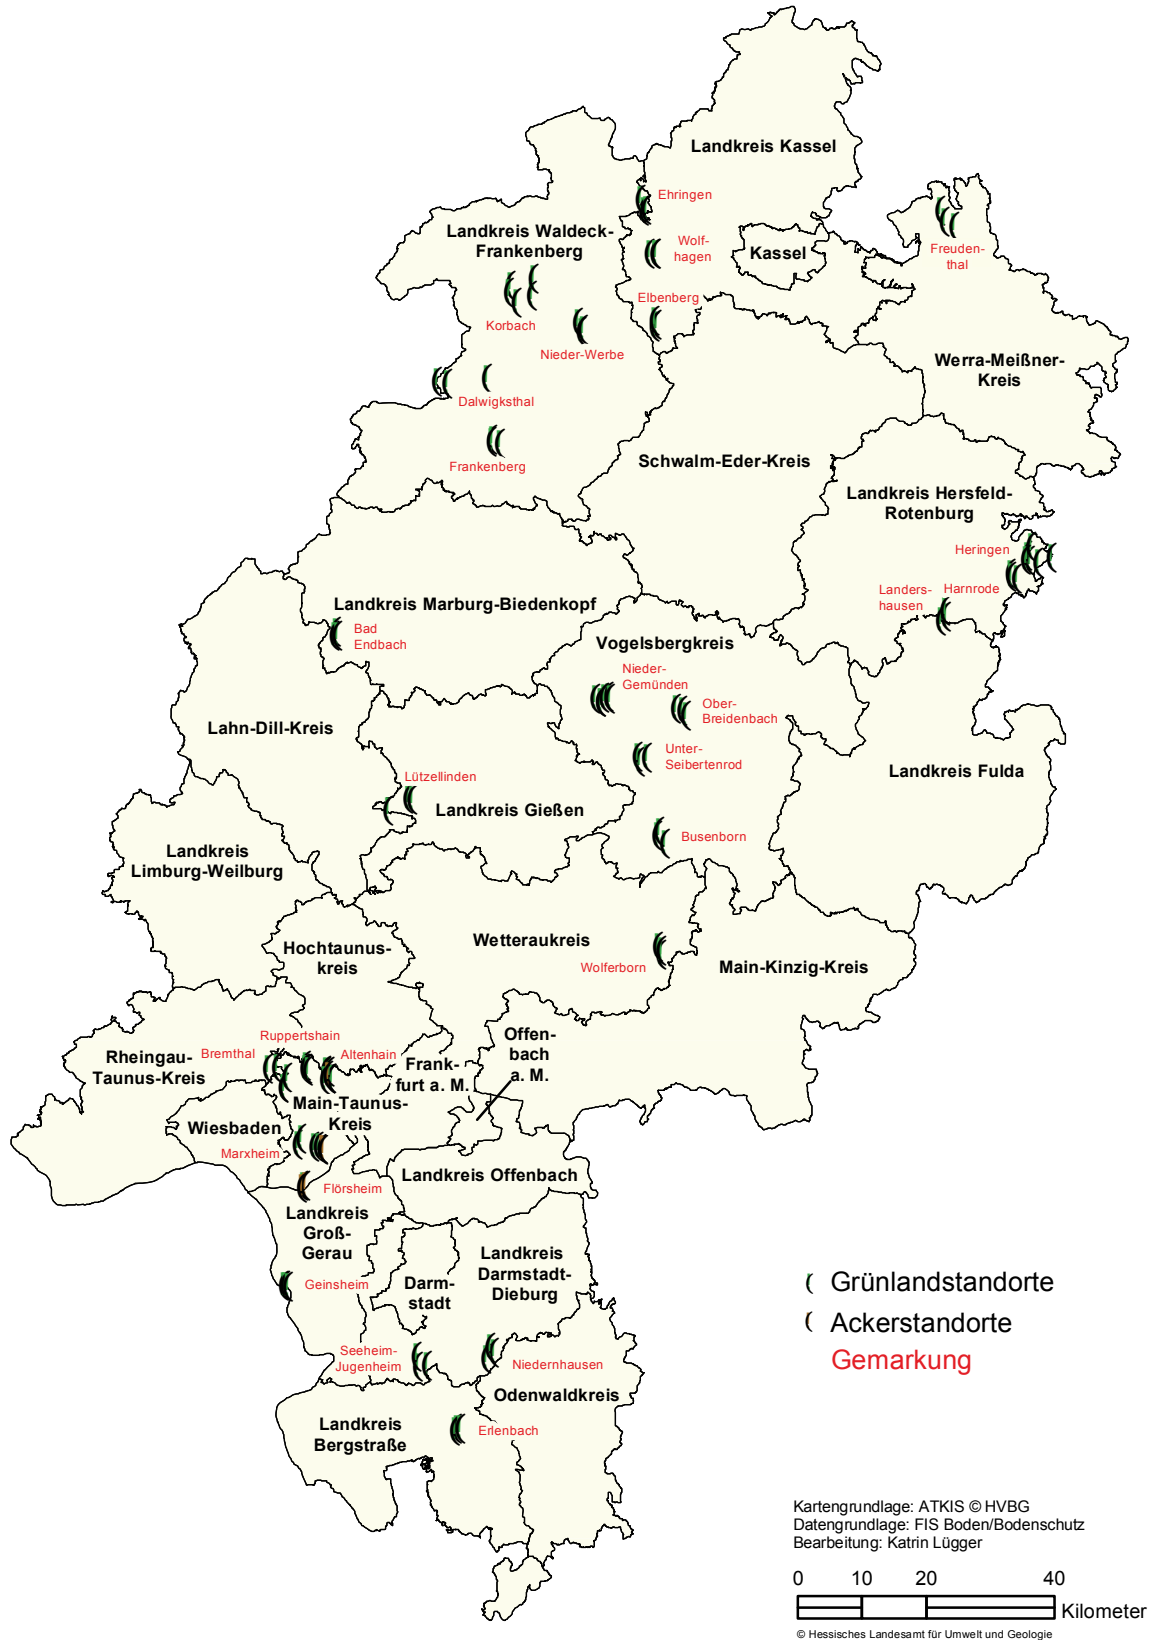 Landkreis Kassel
Ehringen
Landkreis Waldeck-
Frankenberg
Wolf-
hagen
Kassel
Freuden-
thal
Elbenberg
Korbach
Nieder-Werbe
Werra-Meißner-
Kreis
Dalwigksthal
Frankenberg
Schwalm-Eder-Kreis
Landkreis Hersfeld-
Rotenburg
Heringen
Landers-
hausen
Harnrode
Landkreis Marburg-Biedenkopf
Bad
Endbach
Vogelsbergkreis
Nieder-
Gemünden
Ober-
Breidenbach
Lahn-Dill-Kreis
Unter-
Seibertenrod
Landkreis Fulda
Lützellinden
Landkreis Gießen
Busenborn
Landkreis
Limburg-Weilburg
Hochtaunus-
kreis
Wetteraukreis
Wolferborn
Main-Kinzig-Kreis
Ruppertshain
Bremthal
Altenhain
Rheingau-
Taunus-Kreis
Frank-
furt a. M.
Offen-
bach
a. M.
Main-Taunus-
Kreis
Wiesbaden
Marxheim
Landkreis Offenbach
Flörsheim
Landkreis
Groß-
Gerau
Geinsheim
Darm-
stadt
Landkreis
Darmstadt-
Dieburg
Seeheim-
Jugenheim
Niedernhausen
Odenwaldkreis
Landkreis
Bergstraße
Erlenbach
Grünlandstandorte
Ackerstandorte
Gemarkung
Kartengrundlage: ATKIS © HVBG
Datengrundlage: FIS Boden/Bodenschutz
Bearbeitung: Katrin Lügger
0 10 20 40
Kilometer
© Hessisches Landesamt für Umwelt und Geologie